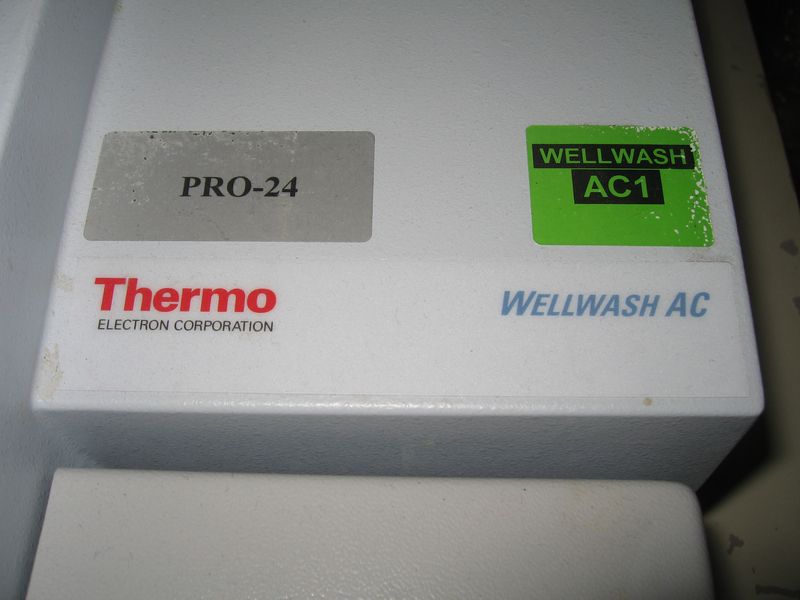 PRO-24
WELLWASH
AC1
Thermo
ELECTRON CORPORATION
WELLWASH AC